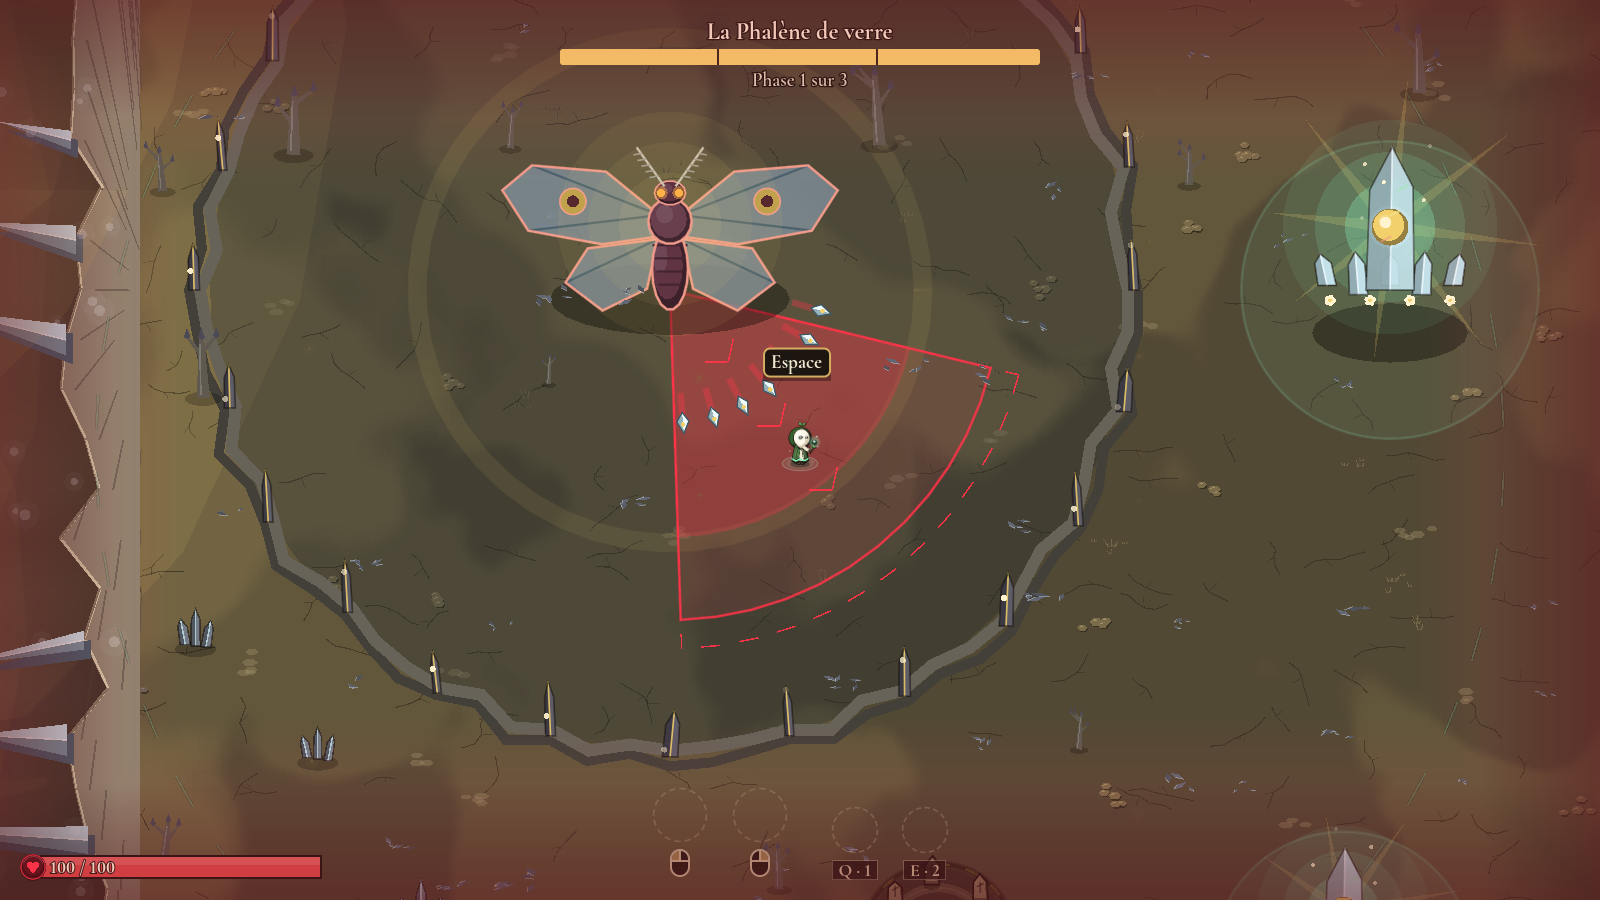 La Phalène de verre
Phase 1 sur 3
Espace
100 / 100
Q · 1
E · 2